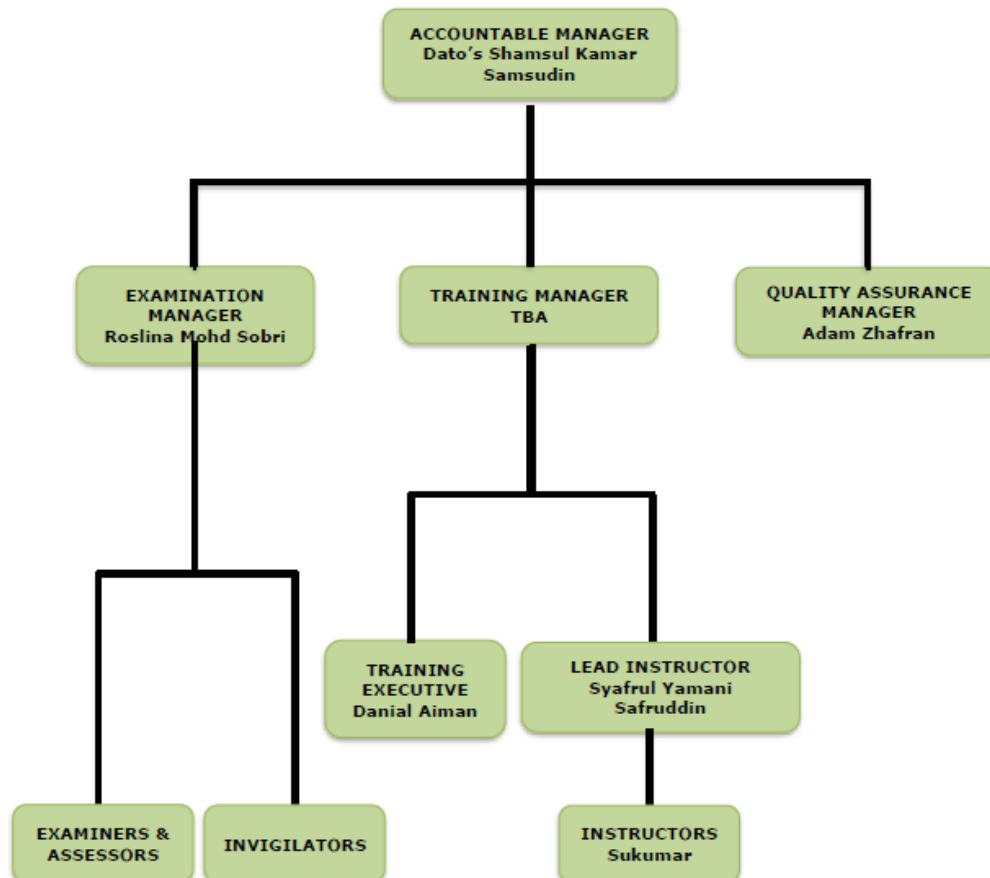 ACCOUNTABLE MANAGER
Dato’s Shamsul Kamar
Samsudin
EXAMINATION
MANAGER
Roslina Mohd Sobri
TRAINING MANAGER
TBA
QUALITY ASSURANCE
MANAGER
Adam Zhafran
TRAINING
EXECUTIVE
Danial Aiman
LEAD INSTRUCTOR
Syafrul Yamani
Safruddin
EXAMINERS &
ASSESSORS
INVIGILATORS
INSTRUCTORS
Sukumar